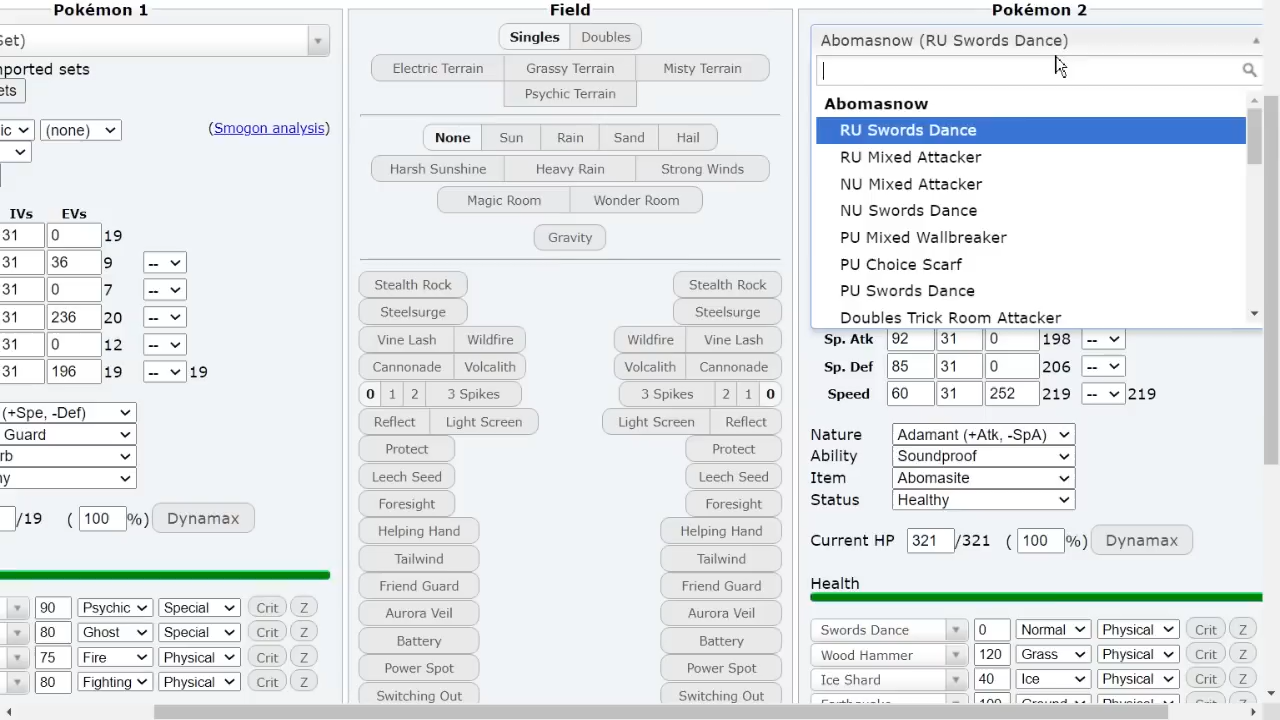 Pokémon 1
Set)
nported sets
ets
ic
(none)
(Smogon analysis)
IVs EVs
31 0 19
31 36 9 --
31 0 7 --
31 236 20 --
31 0 12 --
31 196 19 -- 19
(+Spe, -Def)
Guard
rb
hy
/19 ( 100 %) Dynamax
90 Psychic Special Crit Z
80 Ghost Special Crit Z
75 Fire Physical Crit Z
80 Fighting Physical Crit Z
Field
Singles Doubles
Electric Terrain Grassy Terrain Misty Terrain
Psychic Terrain
None Sun Rain Sand Hail
Harsh Sunshine Heavy Rain Strong Winds
Magic Room Wonder Room
Gravity
Stealth Rock Stealth Rock
Steelsurge Steelsurge
Vine Lash Wildfire Wildfire Vine Lash
Cannonade Volcalith Volcalith Cannonade
0 1 2 3 Spikes 3 Spikes 2 1 0
Reflect Light Screen Light Screen Reflect
Protect Protect
Leech Seed Leech Seed
Foresight Foresight
Helping Hand Helping Hand
Tailwind Tailwind
Friend Guard Friend Guard
Aurora Veil Aurora Veil
Battery Battery
Power Spot Power Spot
Switching Out Switching Out
Pokémon 2
Abomasnow (RU Swords Dance)
Abomasnow
RU Swords Dance
RU Mixed Attacker
NU Mixed Attacker
NU Swords Dance
PU Mixed Wallbreaker
PU Choice Scarf
PU Swords Dance
Doubles Trick Room Attacker
Sp. Atk 92 31 0 198 --
Sp. Def 85 31 0 206 --
Speed 60 31 252 219 -- 219
Nature Adamant (+Atk, -SpA)
Ability Soundproof
Item Abomasite
Status Healthy
Current HP 321 /321 ( 100 %) Dynamax
Health
Swords Dance 0 Normal Physical Crit Z
Wood Hammer 120 Grass Physical Crit Z
Ice Shard 40 Ice Physical Crit Z
Earthquake 100 Ground Physical Crit Z